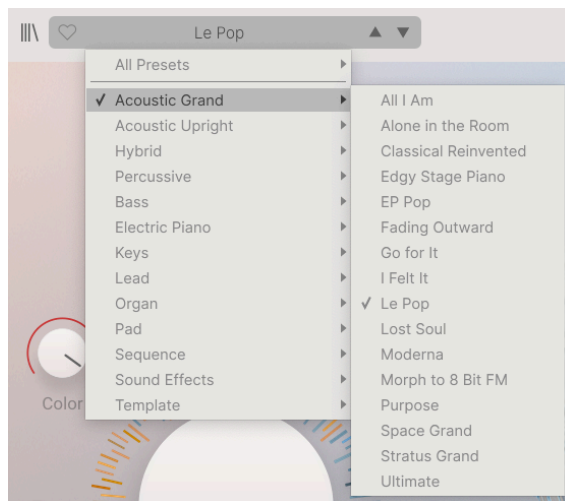 Le Pop
All Presets
Acoustic Grand
Acoustic Upright
Hybrid
Percussive
Bass
Electric Piano
Keys
Lead
Organ
Pad
Sequence
Sound Effects
Template
All I Am
Alone in the Room
Classical Reinvented
Edgy Stage Piano
EP Pop
Fading Outward
Go for It
I Felt It
Le Pop
Lost Soul
Moderna
Morph to 8 Bit FM
Purpose
Space Grand
Stratus Grand
Ultimate
Color